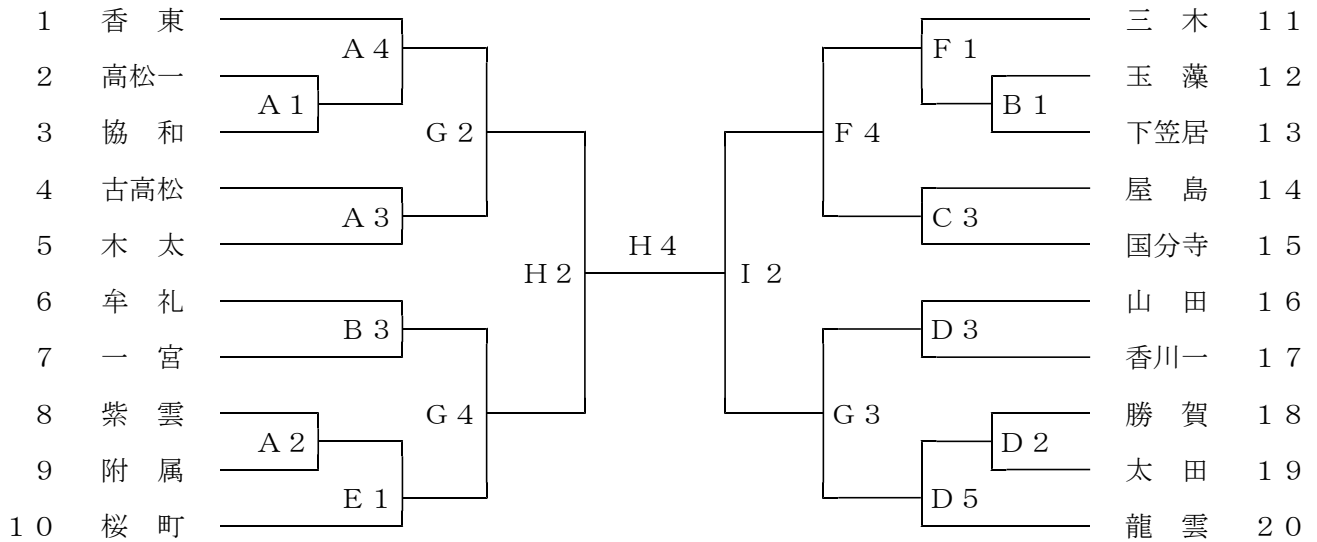 １ 香 東 三 木 １１
Ａ４ Ｆ１
２ 高松一 玉 藻 １２
Ａ１ Ｂ１
３ 協 和 Ｇ２ Ｆ４ 下笠居 １３
４ 古高松 屋 島 １４
Ａ３ Ｃ３
５ 木 太 Ｈ４ 国分寺 １５
Ｈ２ Ｉ２
６ 牟 礼 山 田 １６
Ｂ３ Ｄ３
７ 一 宮 香川一 １７
８ 紫 雲 Ｇ４ Ｇ３ 勝 賀 １８
Ａ２ Ｄ２
９ 附 属 太 田 １９
Ｅ１ Ｄ５
１０ 桜 町 龍 雲 ２０